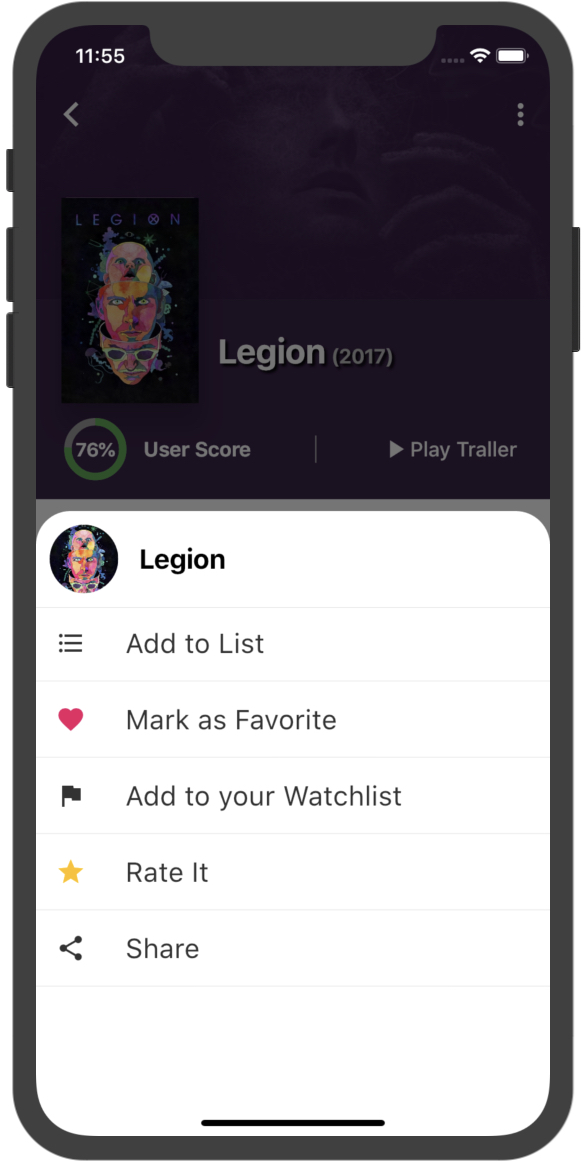 11:55
LEGION
Legion (2017)
76% User Score
Play Traller
Legion
Add to List
Mark as Favorite
Add to your Watchlist
Rate It
Share